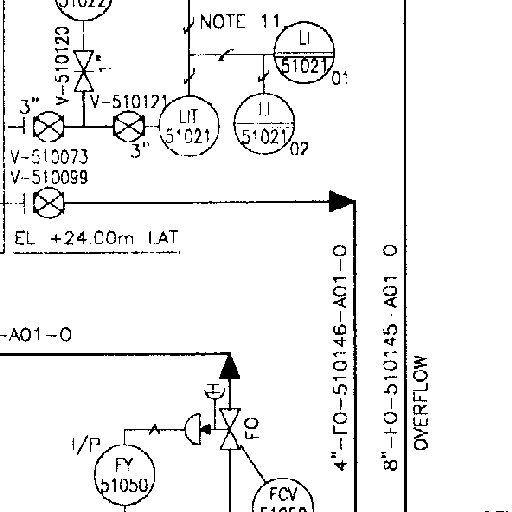 51022
NOTE 11
LI
51021
01
V-510120
1"
V-510121
3"
LIT
51021
LI
51021
02
3"
V-510073
V-510099
EL +24.00m LAT
4"-FO-510146-A01-O
8"-FO-510145-A01-O
OVERFLOW
-A01-O
FO
I/P
FY
51050
FCV
51050